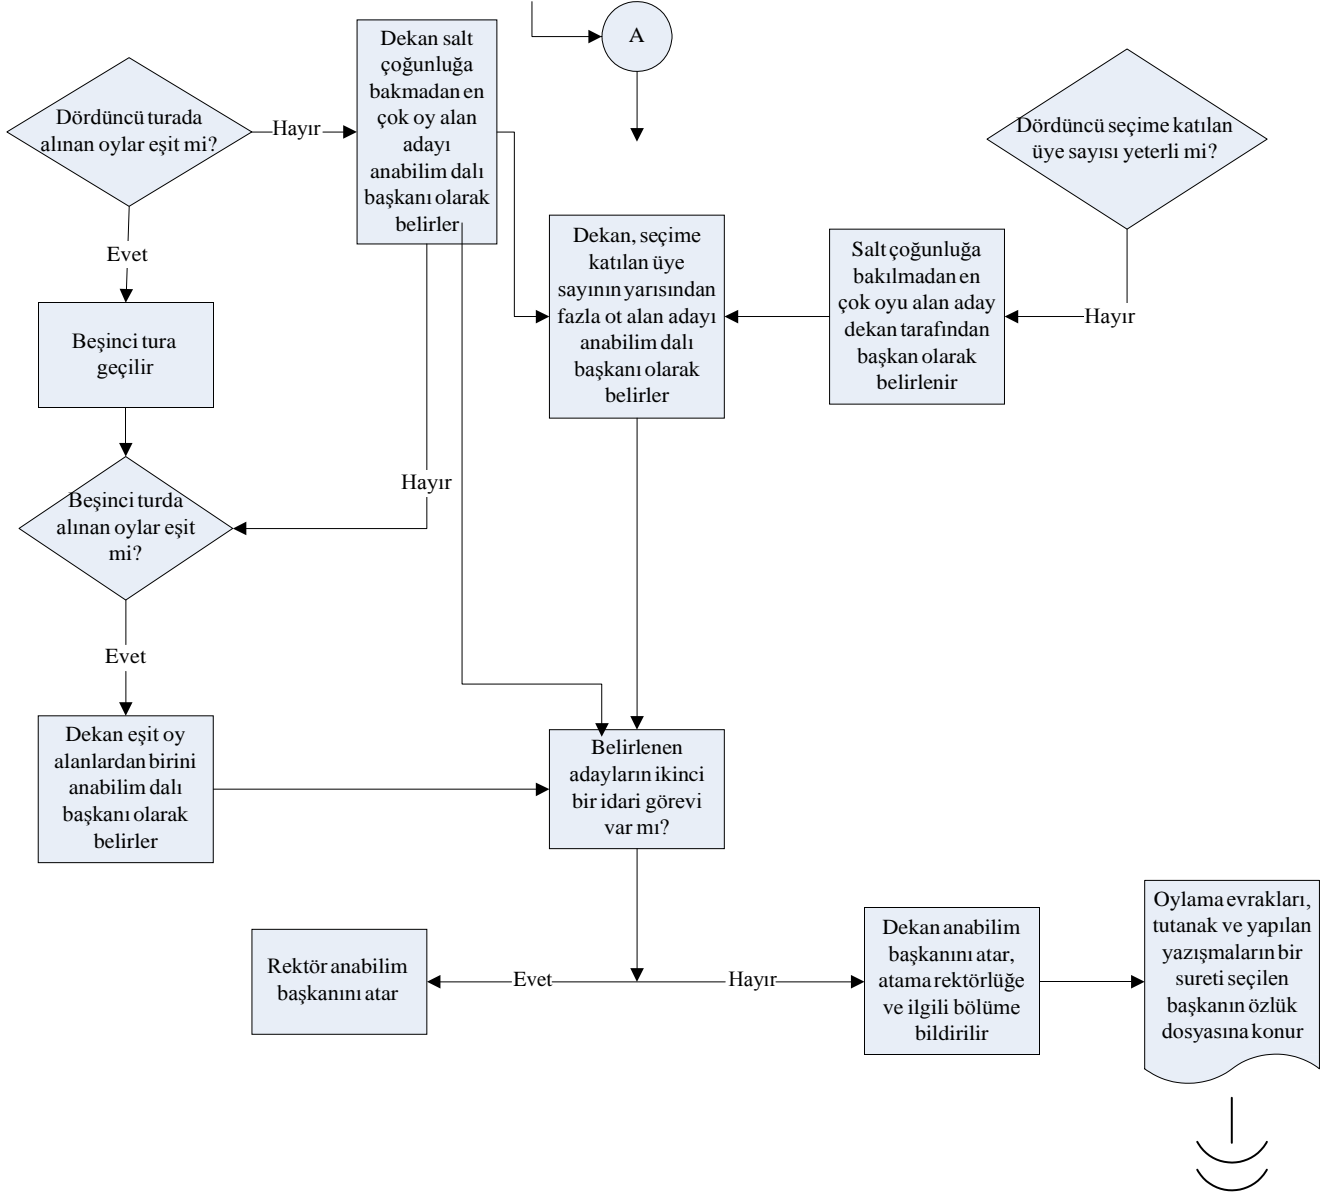 A
Dekan salt
çoğunluğa
bakmadan en
çok oy alan
adayı
anabilim dalı
başkanı olarak
belirler
Dördüncü turada
alınan oylar eşit mi?
Hayır
Dördüncü seçime katılan
üye sayısı yeterli mi?
Evet
Dekan, seçime
katılan üye
sayının yarısından
fazla ot alan adayı
anabilim dalı
başkanı olarak
belirler
Salt çoğunluğa
bakılmadan en
çok oyu alan aday
dekan tarafından
başkan olarak
belirlenir
Hayır
Beşinci tura
geçilir
Hayır
Beşinci turda
alınan oylar eşit
mi?
Evet
Dekan eşit oy
alanlardan birini
anabilim dalı
başkanı olarak
belirler
Belirlenen
adayların ikinci
bir idari görevi
var mı?
Rektör anabilim
başkanını atar
Evet
Hayır
Dekan anabilim
başkanını atar,
atama rektörlüğe
ve ilgili bölüme
bildirilir
Oylama evrakları,
tutanak ve yapılan
yazışmaların bir
sureti seçilen
başkanın özlük
dosyasına konur